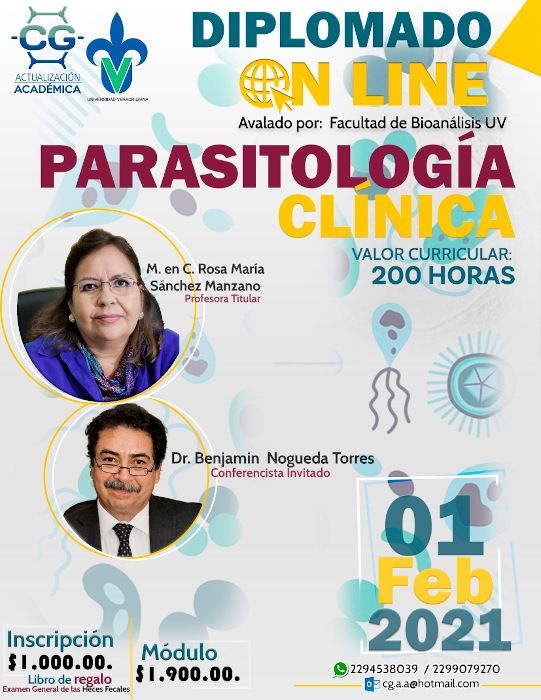 CG
ACTUALIZACIÓN
ACADÉMICA
UNIVERSIDAD VERACRUZANA
DIPLOMADO
ON LINE
Avalado por: Facultad de Bioanálisis UV
PARASITOLOGÍA
CLÍNICA
VALOR CURRICULAR:
200 HORAS
M. en C. Rosa María
Sánchez Manzano
Profesora Titular
Dr. Benjamin Nogueda Torres
Conferencista Invitado
01
Feb
2021
Inscripción
$1.000.00.
Libro de regalo
Examen General de las Heces Fecales
Módulo
$1.900.00.
2294538039 / 2299079270
cg.a.a@hotmail.com